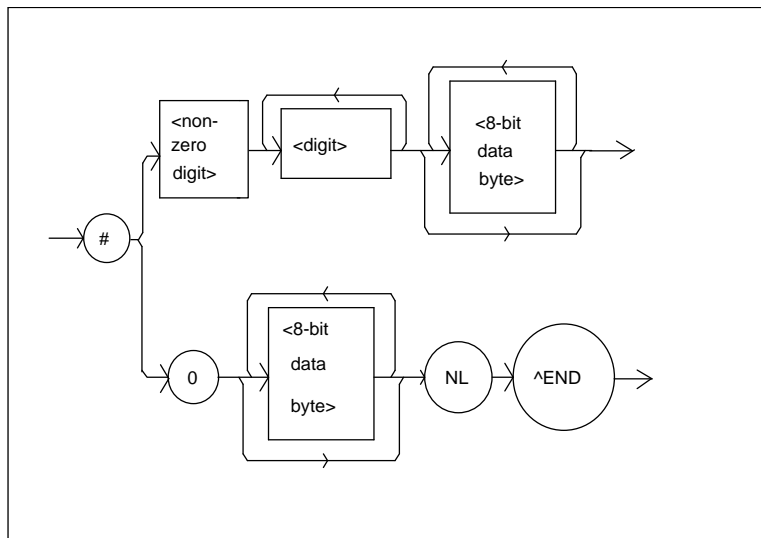 <non-
zero
digit>
<digit>
<8-bit
data
byte>
#
0
<8-bit
data
byte>
NL
^END